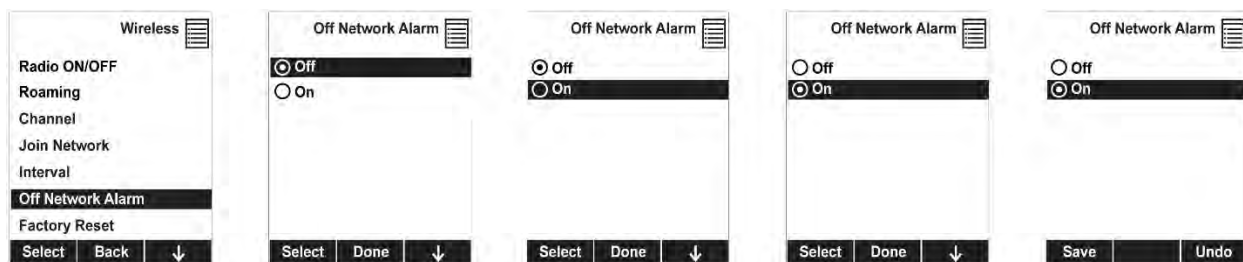 Wireless
Radio ON/OFF
Roaming
Channel
Join Network
Interval
Off Network Alarm
Factory Reset
Select Back ↓
Off Network Alarm
Off
On
Select Done ↓
Off Network Alarm
Off
On
Select Done ↓
Off Network Alarm
Off
On
Select Done ↓
Off Network Alarm
Off
On
Save Undo